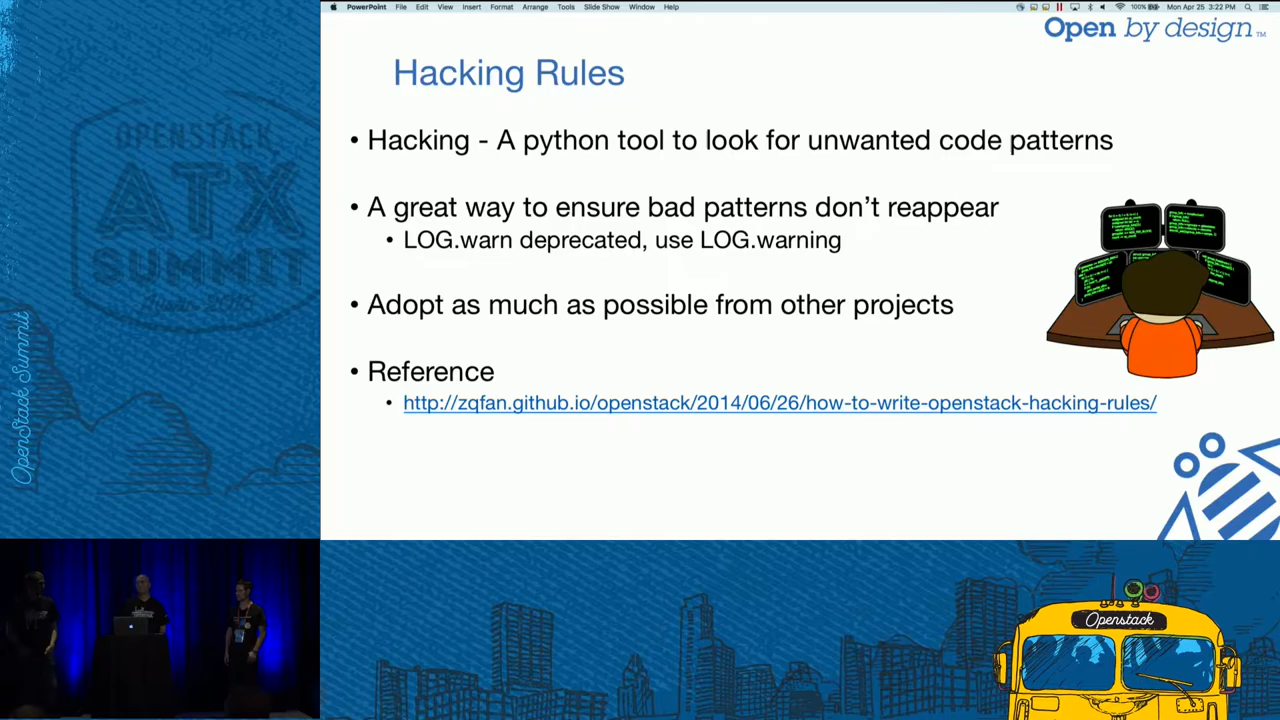 PowerPoint File Edit View Insert Format Arrange Tools Slide Show Window Help 100% Mon Apr 25 3:22 PM
Open by design™
Hacking Rules
• Hacking - A python tool to look for unwanted code patterns
• A great way to ensure bad patterns don’t reappear
• LOG.warn deprecated, use LOG.warning
• Adopt as much as possible from other projects
• Reference
• http://zqfan.github.io/openstack/2014/06/26/how-to-write-openstack-hacking-rules/
OPENSTACK
ATX
SUMMIT
OpenStack Summit
Openstack